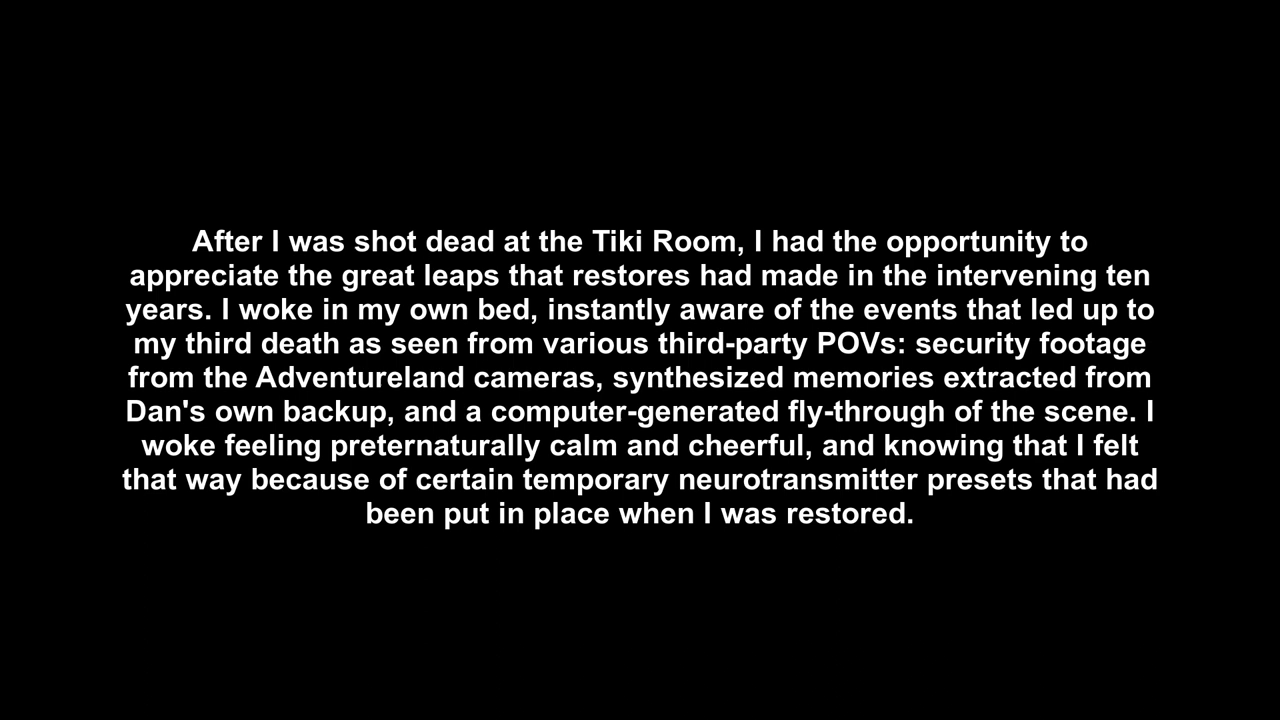 After I was shot dead at the Tiki Room, I had the opportunity to
appreciate the great leaps that restores had made in the intervening ten
years. I woke in my own bed, instantly aware of the events that led up to
my third death as seen from various third-party POVs: security footage
from the Adventureland cameras, synthesized memories extracted from
Dan's own backup, and a computer-generated fly-through of the scene. I
woke feeling preternaturally calm and cheerful, and knowing that I felt
that way because of certain temporary neurotransmitter presets that had
been put in place when I was restored.